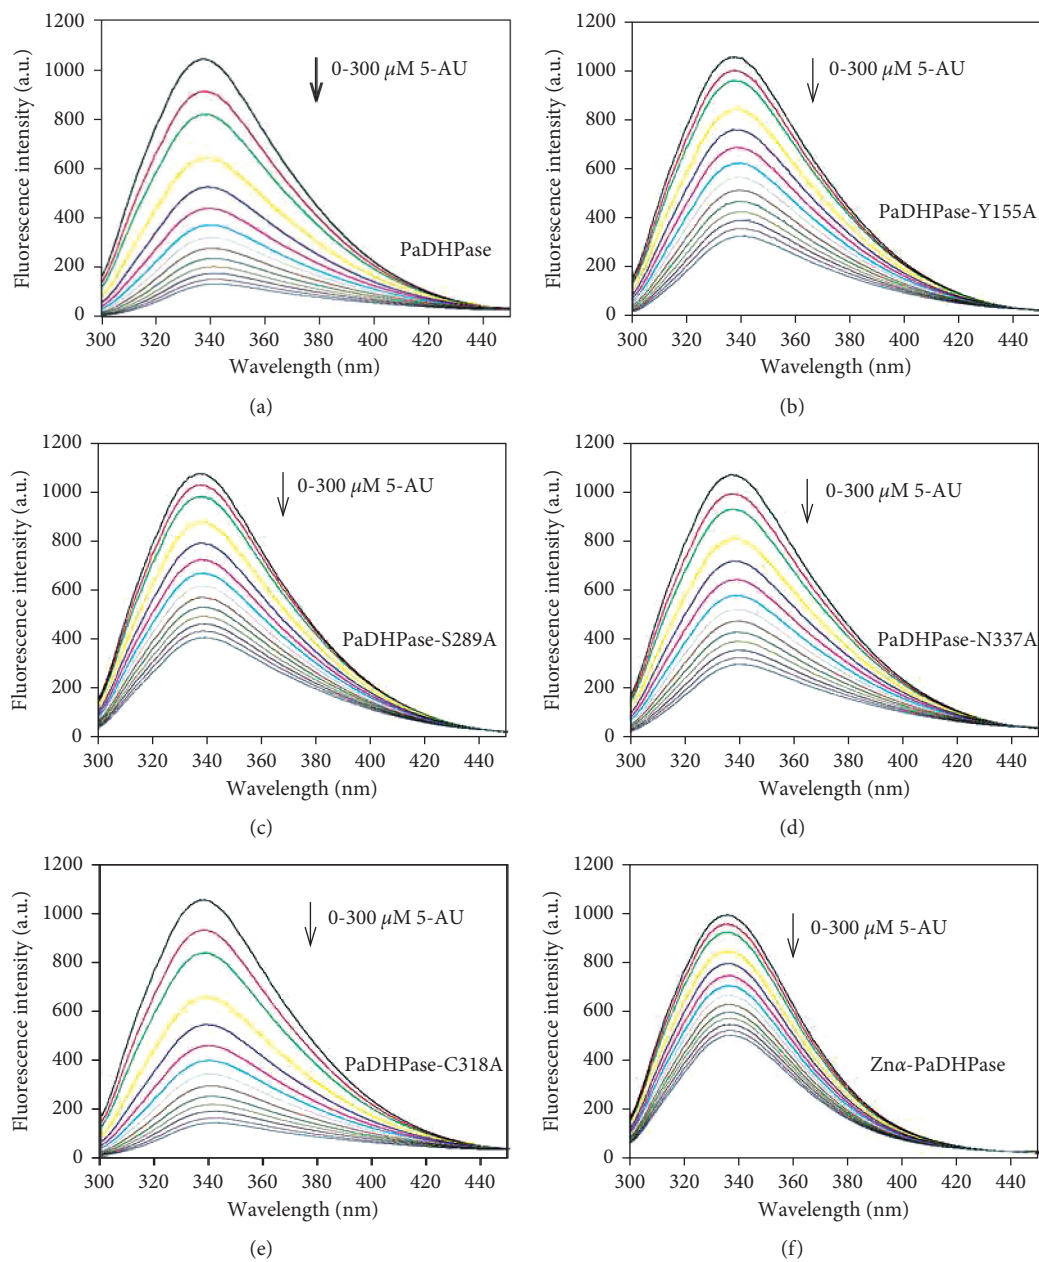 1200
1000
800
600
400
200
0
Fluorescence intensity (a.u.)
0-300 μM 5-AU
PaDHPase
300 320 340 360 380 400 420 440
Wavelength (nm)
(a)
1200
1000
800
600
400
200
0
Fluorescence intensity (a.u.)
0-300 μM 5-AU
PaDHPase-Y155A
300 320 340 360 380 400 420 440
Wavelength (nm)
(b)
1200
1000
800
600
400
200
0
Fluorescence intensity (a.u.)
0-300 μM 5-AU
PaDHPase-S289A
300 320 340 360 380 400 420 440
Wavelength (nm)
(c)
1200
1000
800
600
400
200
0
Fluorescence intensity (a.u.)
0-300 μM 5-AU
PaDHPase-N337A
300 320 340 360 380 400 420 440
Wavelength (nm)
(d)
1200
1000
800
600
400
200
0
Fluorescence intensity (a.u.)
0-300 μM 5-AU
PaDHPase-C318A
300 320 340 360 380 400 420 440
Wavelength (nm)
(e)
1200
1000
800
600
400
200
0
Fluorescence intensity (a.u.)
0-300 μM 5-AU
Znα-PaDHPase
300 320 340 360 380 400 420 440
Wavelength (nm)
(f)